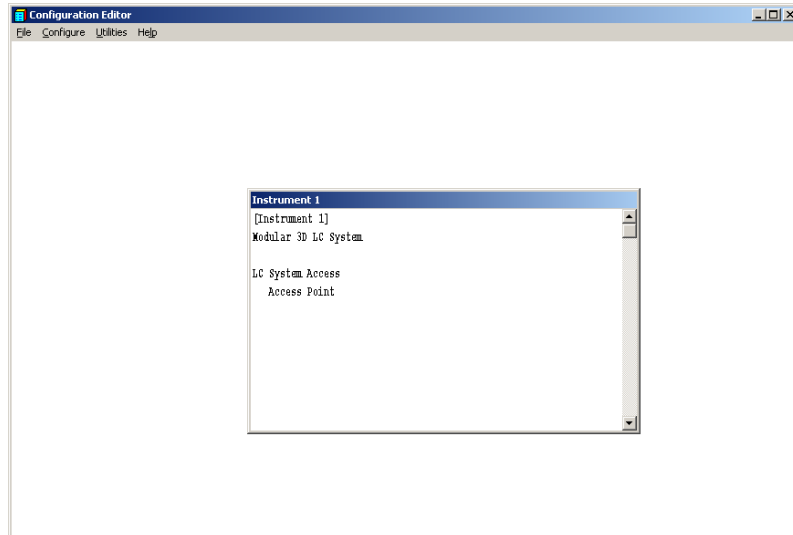 Configuration Editor
File Configure Utilities Help
Instrument 1
[Instrument 1]
Modular 3D LC System
LC System Access
Access Point